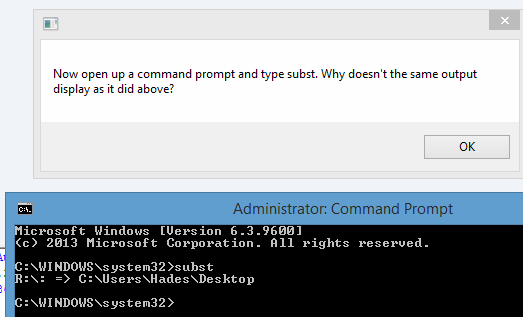 Now open up a command prompt and type subst. Why doesn't the same output
display as it did above?
OK
Administrator: Command Prompt
Microsoft Windows [Version 6.3.9600]
(c) 2013 Microsoft Corporation. All rights reserved.
C:\WINDOWS\system32>subst
R:\: => C:\Users\Hades\Desktop
C:\WINDOWS\system32>